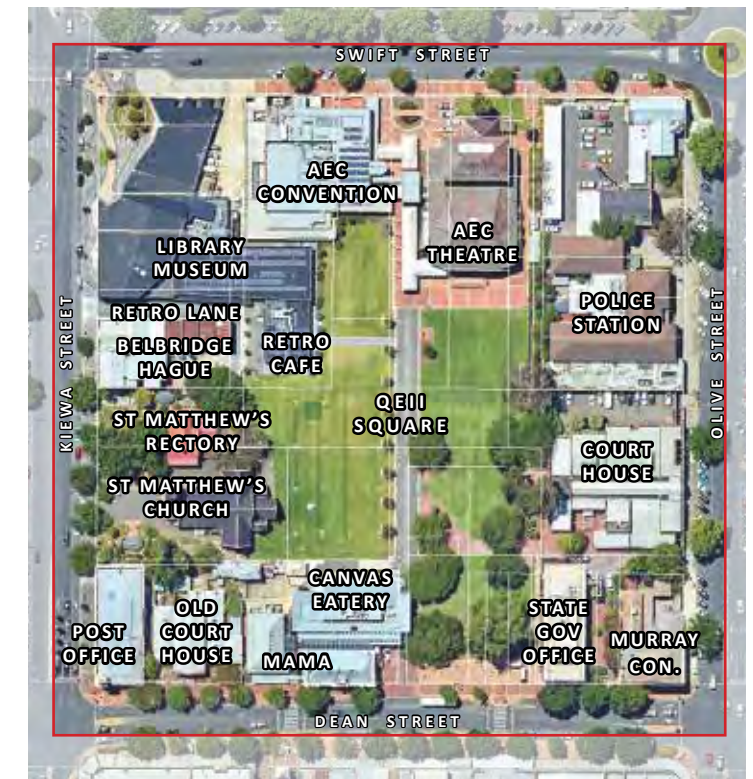 SWIFT STREET
AEC
CONVENTION
AEC
THEATRE
LIBRARY
MUSEUM
RETRO LANE
BELBRIDGE
HAGUE
RETRO
CAFE
POLICE
STATION
KIEWA STREET
OLIVE STREET
QEII
SQUARE
ST MATTHEW'S
RECTORY
COURT
HOUSE
ST MATTHEW'S
CHURCH
CANVAS
EATERY
POST
OFFICE
OLD
COURT
HOUSE
MAMA
STATE
GOV
OFFICE
MURRAY
CON.
DEAN STREET